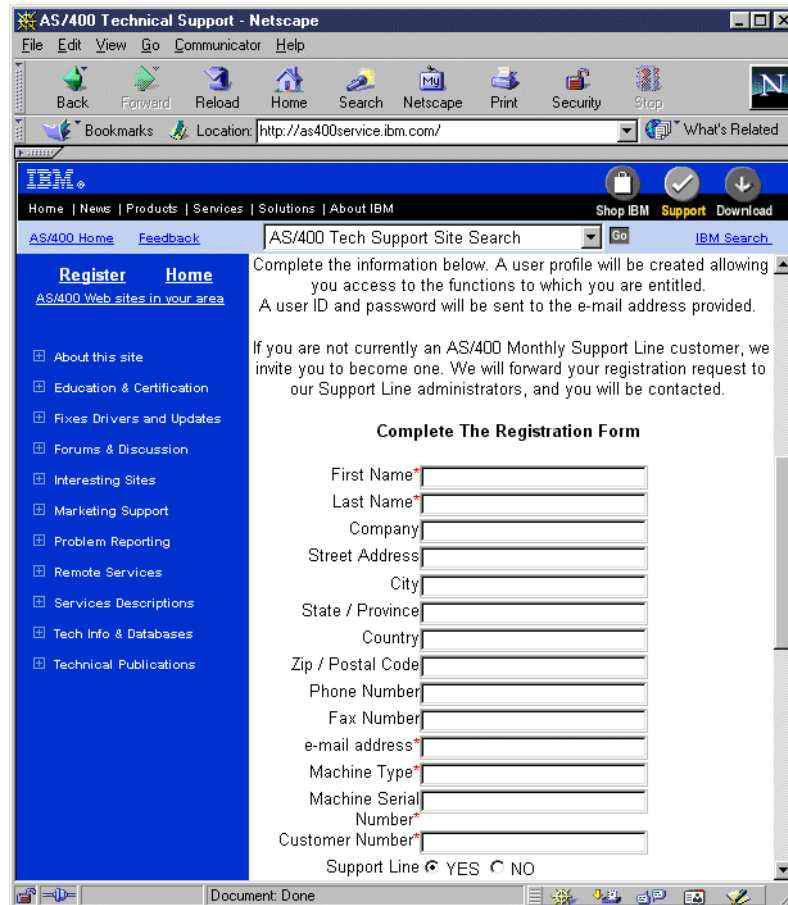 AS/400 Technical Support - Netscape
File Edit View Go Communicator Help
Back Forward Reload Home Search Netscape Print Security Stop
My
N
Bookmarks Location: http://as400service.ibm.com/ What's Related
IBM
Home | News | Products | Services | Solutions | About IBM
Shop IBM Support Download
AS/400 Home Feedback AS/400 Tech Support Site Search Go IBM Search
Register Home
AS/400 Web sites in your area
About this site
Education & Certification
Fixes Drivers and Updates
Forums & Discussion
Interesting Sites
Marketing Support
Problem Reporting
Remote Services
Services Descriptions
Tech Info & Databases
Technical Publications
Complete the information below. A user profile will be created allowing
you access to the functions to which you are entitled.
A user ID and password will be sent to the e-mail address provided.
If you are not currently an AS/400 Monthly Support Line customer, we
invite you to become one. We will forward your registration request to
our Support Line administrators, and you will be contacted.
Complete The Registration Form
First Name*
Last Name*
Company
Street Address
City
State / Province
Country
Zip / Postal Code
Phone Number
Fax Number
e-mail address*
Machine Type*
Machine Serial
Number*
Customer Number*
Support Line YES NO
Document: Done